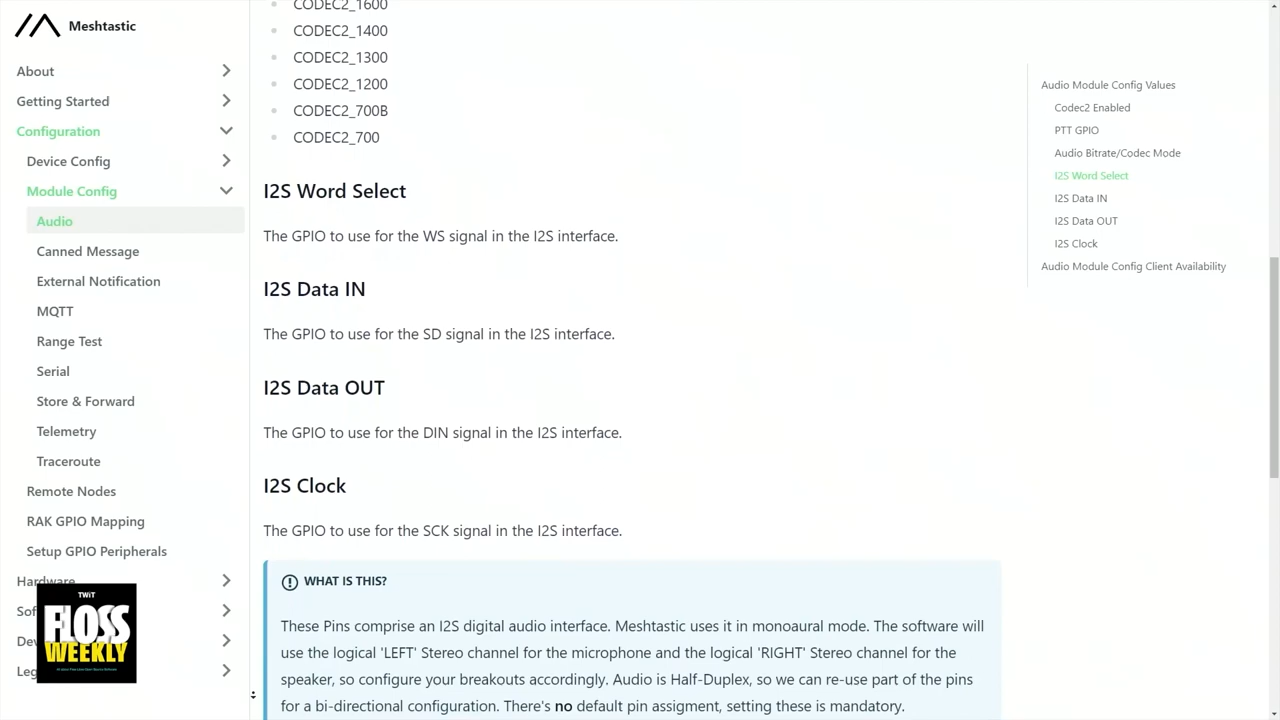 Meshtastic
About
Getting Started
Configuration
Device Config
Module Config
Audio
Canned Message
External Notification
MQTT
Range Test
Serial
Store & Forward
Telemetry
Traceroute
Remote Nodes
RAK GPIO Mapping
Setup GPIO Peripherals
Hardware
Sof
Dev
Leg
TWiT
FLOSS
WEEKLY
CODEC2_1600
CODEC2_1400
CODEC2_1300
CODEC2_1200
CODEC2_700B
CODEC2_700
I2S Word Select
The GPIO to use for the WS signal in the I2S interface.
I2S Data IN
The GPIO to use for the SD signal in the I2S interface.
I2S Data OUT
The GPIO to use for the DIN signal in the I2S interface.
I2S Clock
The GPIO to use for the SCK signal in the I2S interface.
WHAT IS THIS?
These Pins comprise an I2S digital audio interface. Meshtastic uses it in monoaural mode. The software will
use the logical 'LEFT' Stereo channel for the microphone and the logical 'RIGHT' Stereo channel for the
speaker, so configure your breakouts accordingly. Audio is Half-Duplex, so we can re-use part of the pins
for a bi-directional configuration. There's no default pin assigment, setting these is mandatory.
Audio Module Config Values
Codec2 Enabled
PTT GPIO
Audio Bitrate/Codec Mode
I2S Word Select
I2S Data IN
I2S Data OUT
I2S Clock
Audio Module Config Client Availability